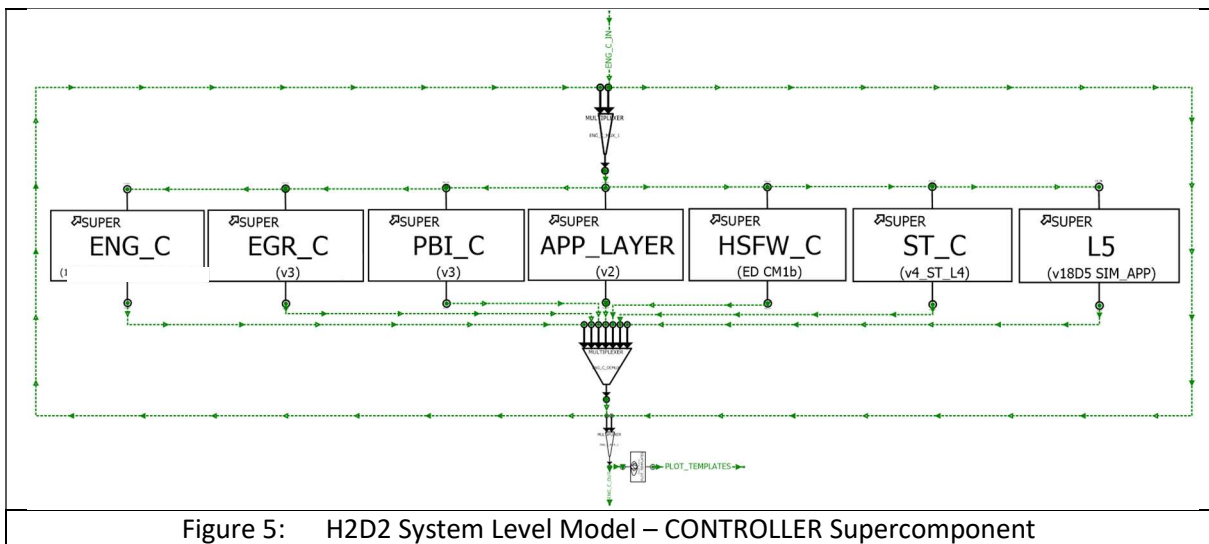 ENG_C_IN
MULTIPLEXER
SUPER
ENG_C
SUPER
EGR_C
(v3)
SUPER
PBI_C
(v3)
SUPER
APP_LAYER
(v2)
SUPER
HSFW_C
(ED CM1b)
SUPER
ST_C
(v4_ST_L4)
SUPER
L5
(v18D5 SIM_APP)
MULTIPLEXER
MULTIPLEXER
PLOT_TEMPLATES
Figure 5: H2D2 System Level Model – CONTROLLER Supercomponent